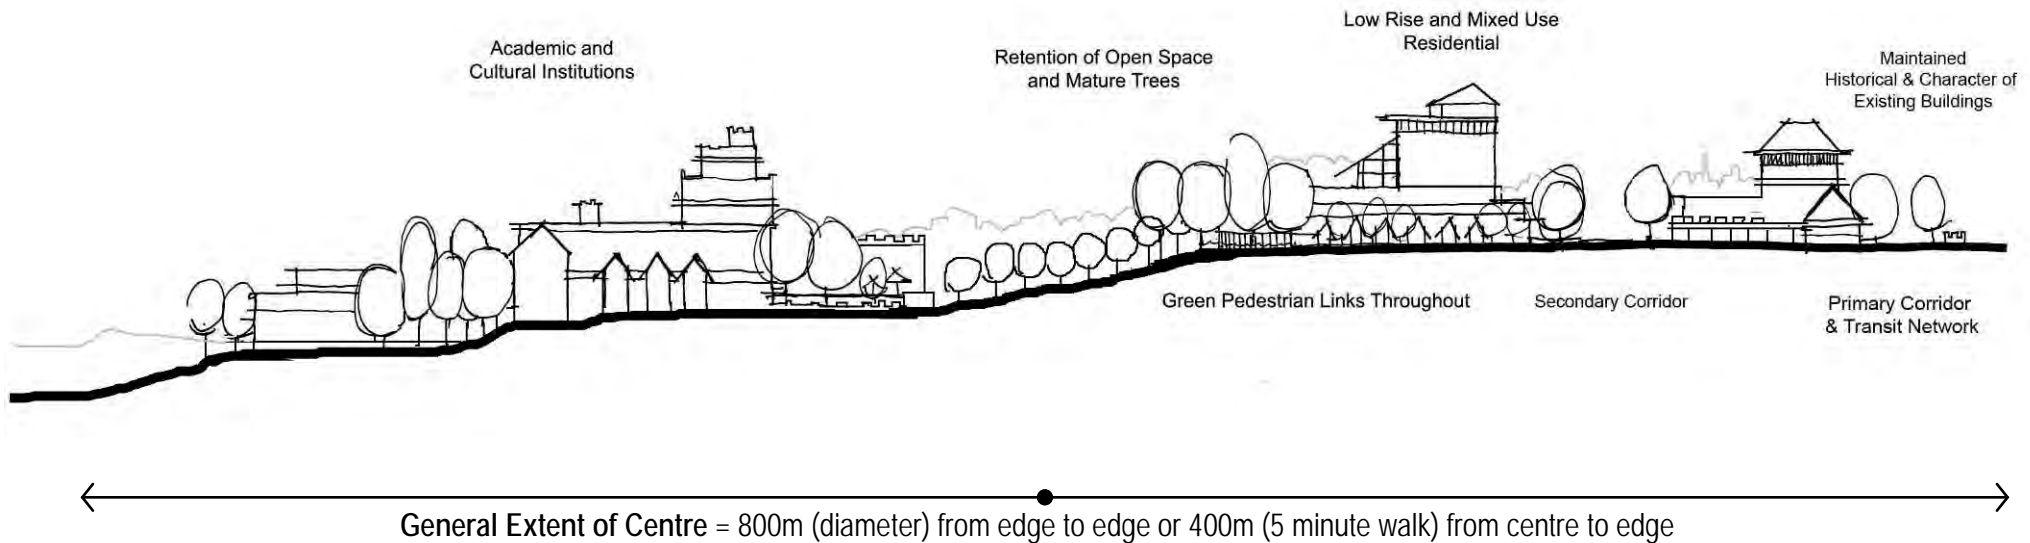 Academic and
Cultural Institutions
Retention of Open Space
and Mature Trees
Low Rise and Mixed Use
Residential
Maintained
Historical & Character of
Existing Buildings
Green Pedestrian Links Throughout
Secondary Corridor
Primary Corridor
& Transit Network
General Extent of Centre = 800m (diameter) from edge to edge or 400m (5 minute walk) from centre to edge